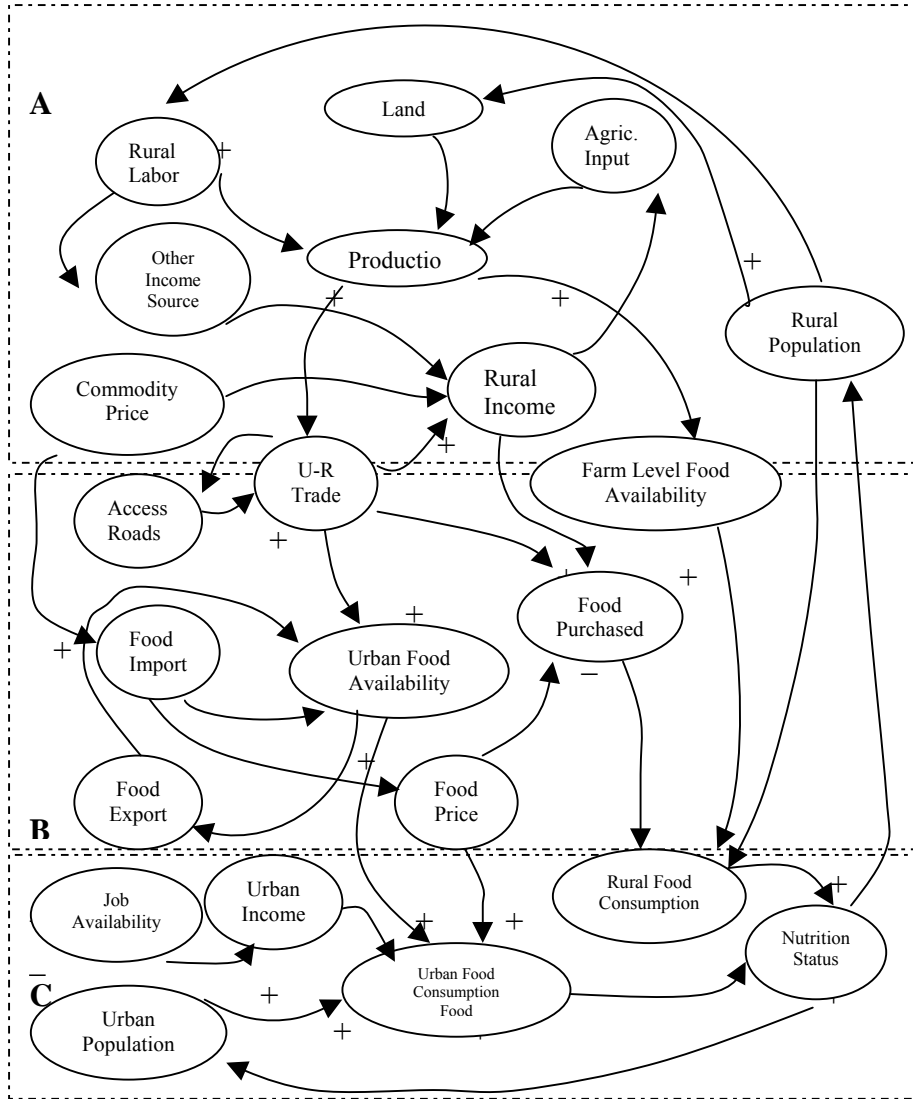 A
Land
Agric.
Input
Rural
Labor
+
Other
Income
Source
Productio
+
+
+
Rural
Population
Commodity
Price
Rural
Income
+
U-R
Trade
Farm Level Food
Availability
Access
Roads
+
+
Food
Purchased
+
+
Food
Import
Urban Food
Availability
−
+
Food
Export
Food
Price
B
Job
Availability
Urban
Income
Rural Food
Consumption
+
+
+
Nutrition
Status
−
C
Urban Food
Consumption
Food
+
+
Urban
Population